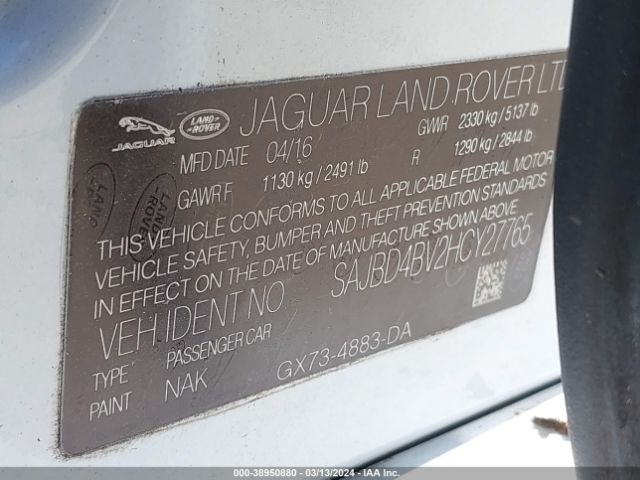 JAGUAR LAND ROVER LTD
JAGUAR
LAND ROVER
MFD DATE 04/16 GVWR 2330 kg / 5137 lb
GAWR F 1130 kg / 2491 lb R 1290 kg / 2844 lb
LAND ROVER
THIS VEHICLE CONFORMS TO ALL APPLICABLE FEDERAL MOTOR
VEHICLE SAFETY, BUMPER AND THEFT PREVENTION STANDARDS
IN EFFECT ON THE DATE OF MANUFACTURE SHOWN ABOVE.
VEH.IDENT NO. SAJBD4BV2HCY27765
TYPE PASSENGER CAR
PAINT NAK GX73-4883-DA
000-38950880 - 03/13/2024 - IAA Inc.